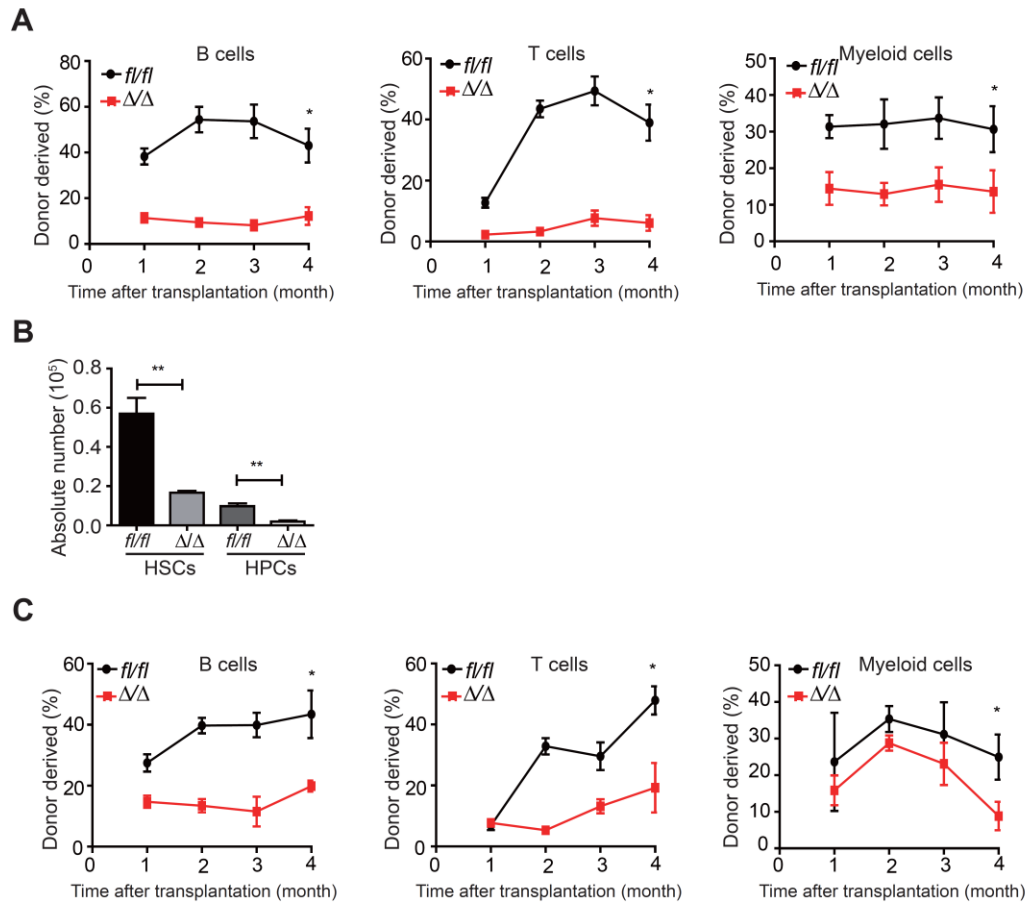 A
B cells
fl/fl
Δ/Δ
*
Donor derived (%)
80
60
40
20
0
0
1
2
3
4
Time after transplantation (month)
T cells
fl/fl
Δ/Δ
*
Donor derived (%)
60
40
20
0
0
1
2
3
4
Time after transplantation (month)
Myeloid cells
fl/fl
Δ/Δ
*
Donor derived (%)
50
40
30
20
10
0
0
1
2
3
4
Time after transplantation (month)
B
Absolute number (10⁵)
0.8
0.6
0.4
0.2
0.0
**
**
fl/fl
Δ/Δ
fl/fl
Δ/Δ
HSCs
HPCs
C
B cells
fl/fl
Δ/Δ
*
Donor derived (%)
60
40
20
0
0
1
2
3
4
Time after transplantation (month)
T cells
fl/fl
Δ/Δ
*
Donor derived (%)
60
40
20
0
0
1
2
3
4
Time after transplantation (month)
Myeloid cells
fl/fl
Δ/Δ
*
Donor derived (%)
50
40
30
20
10
0
0
1
2
3
4
Time after transplantation (month)